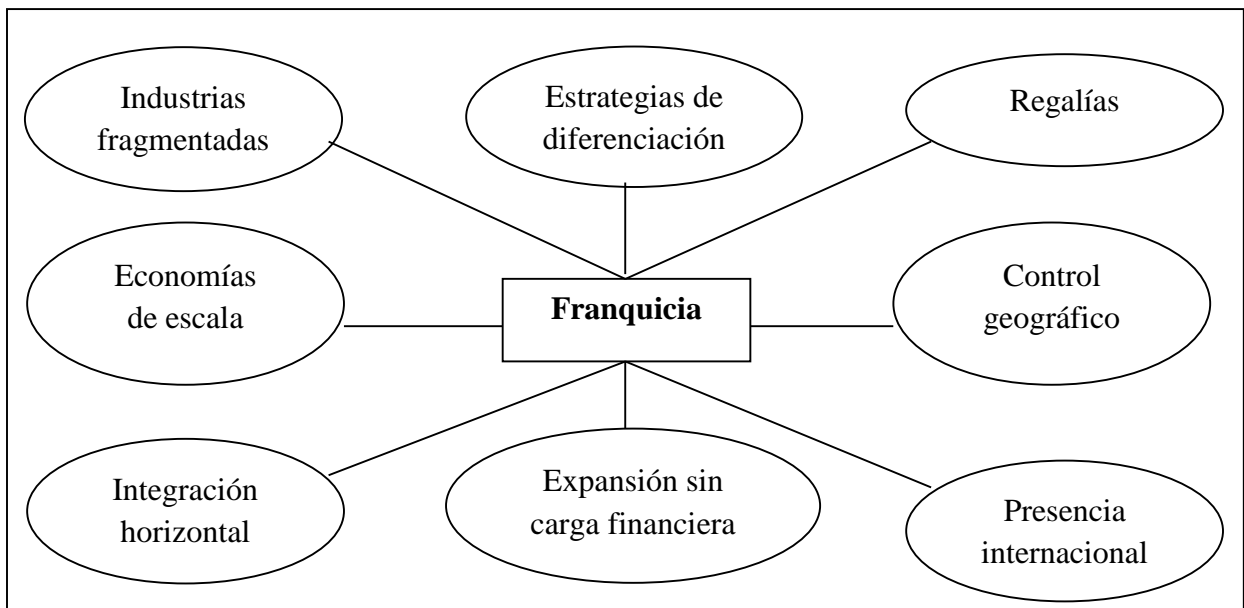 Industrias
fragmentadas
Estrategias de
diferenciación
Regalías
Economías
de escala
Franquicia
Control
geográfico
Integración
horizontal
Expansión sin
carga financiera
Presencia
internacional